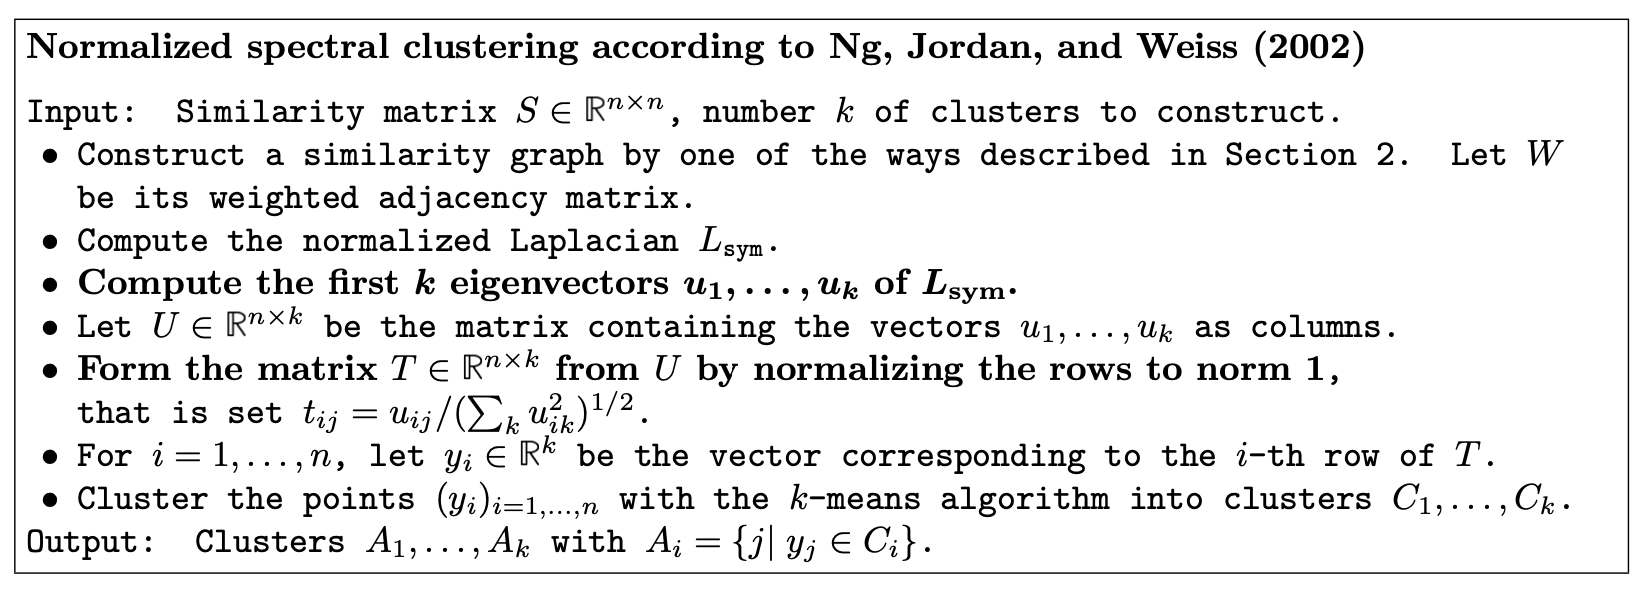 Normalized spectral clustering according to Ng, Jordan, and Weiss (2002)
Input: Similarity matrix $S \in \mathbb{R}^{n \times n}$, number $k$ of clusters to construct.
• Construct a similarity graph by one of the ways described in Section 2. Let $W$
be its weighted adjacency matrix.
• Compute the normalized Laplacian $L_{\text{sym}}$.
• Compute the first $k$ eigenvectors $u_1, \ldots, u_k$ of $L_{\text{sym}}$.
• Let $U \in \mathbb{R}^{n \times k}$ be the matrix containing the vectors $u_1, \ldots, u_k$ as columns.
• Form the matrix $T \in \mathbb{R}^{n \times k}$ from $U$ by normalizing the rows to norm 1,
that is set $t_{ij} = u_{ij}/(\sum_k u_{ik}^2)^{1/2}$.
• For $i = 1, \ldots, n$, let $y_i \in \mathbb{R}^k$ be the vector corresponding to the $i$-th row of $T$.
• Cluster the points $(y_i)_{i=1,\ldots,n}$ with the $k$-means algorithm into clusters $C_1, \ldots, C_k$.
Output: Clusters $A_1, \ldots, A_k$ with $A_i = \{j | \, y_j \in C_i\}$.